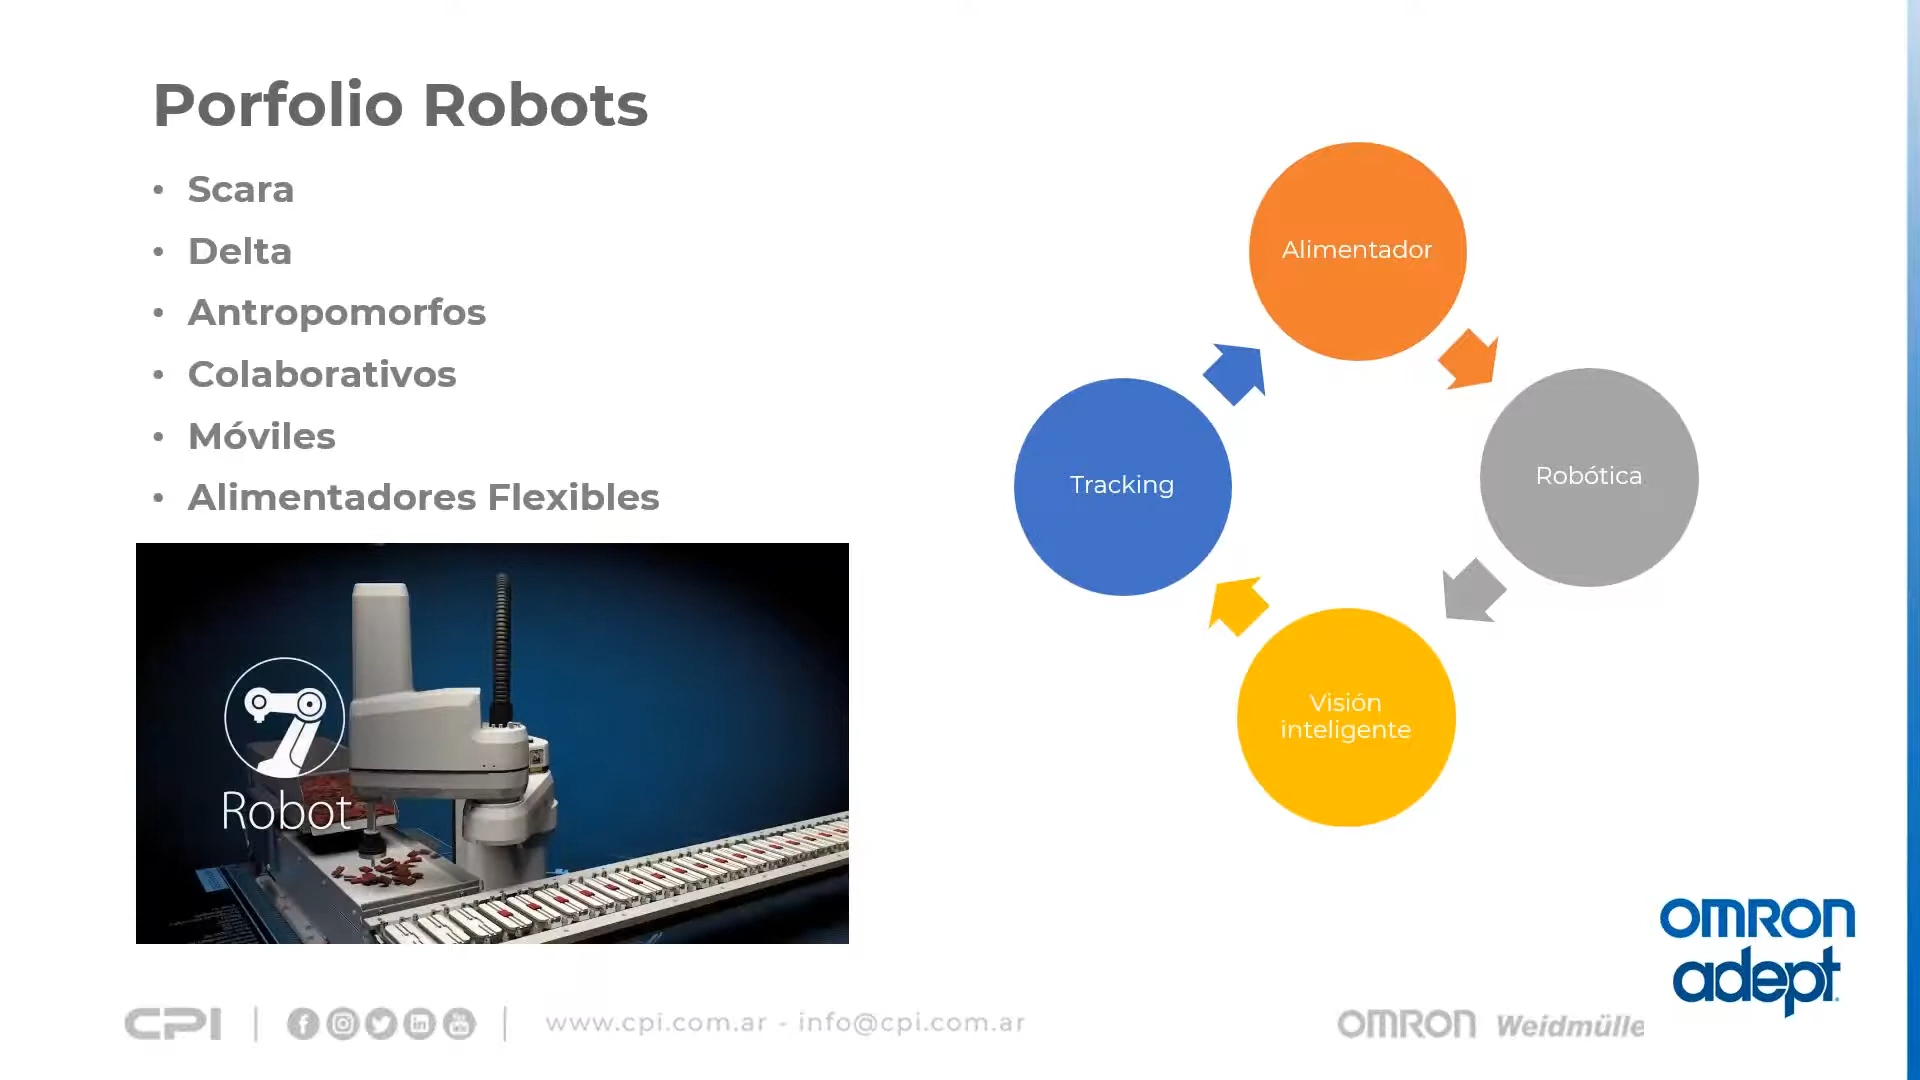 Porfolio Robots
• Scara
• Delta
• Antropomorfos
• Colaborativos
• Móviles
• Alimentadores Flexibles
Robot
Alimentador
Robótica
Visión
inteligente
Tracking
OMRON
adept
CPI | | www.cpi.com.ar - info@cpi.com.ar
OMRON Weidmülle